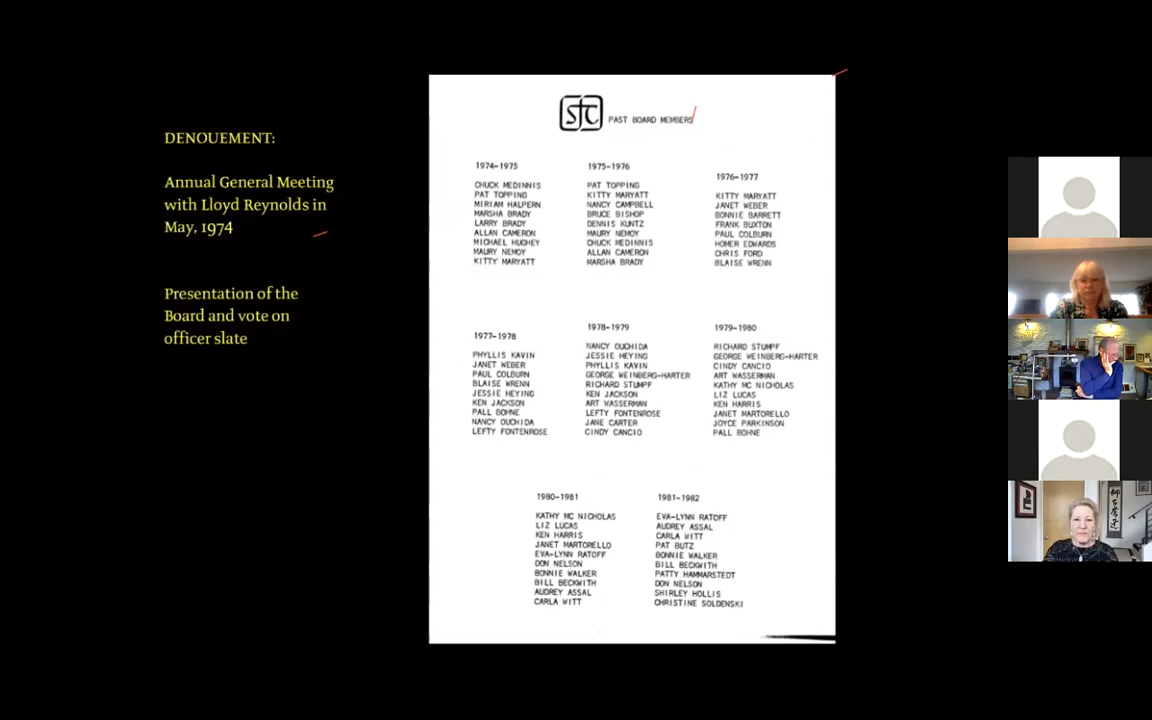 DENOUEMENT:
Annual General Meeting
with Lloyd Reynolds in
May, 1974
Presentation of the
Board and vote on
officer slate
sfc PAST BOARD MEMBERS
1974-1975
CHUCK MEDINNIS
PAT TOPPING
MIRIAM HALPERN
MARSHA BRADY
LARRY BRADY
ALLAN CAMERON
MICHAEL HUGHEY
MAURY NEMOY
KITTY MARYATT
1975-1976
PAT TOPPING
KITTY MARYATT
NANCY CAMPBELL
BRUCE BISHOP
DENNIS KUNTZ
MAURY NEMOY
CHUCK MEDINNIS
ALLAN CAMERON
MARSHA BRADY
1976-1977
KITTY MARYATT
JANET WEBER
BONNIE BARRETT
FRANK BUXTON
PAUL COLBURN
HOMER EDWARDS
CHRIS FORD
BLAISE WRENN
1977-1978
PHYLLIS KAVIN
JANET WEBER
PAUL COLBURN
BLAISE WRENN
JESSIE HEYING
KEN JACKSON
PALL BOHNE
NANCY OUCHIDA
LEFTY FONTENROSE
1978-1979
NANCY OUCHIDA
JESSIE HEYING
PHYLLIS KAVIN
GEORGE WEINBERG-HARTER
RICHARD STUMPF
KEN JACKSON
ART WASSERMAN
LEFTY FONTENROSE
JANE CARTER
CINDY CANCIO
1979-1980
RICHARD STUMPF
GEORGE WEINBERG-HARTER
CINDY CANCIO
ART WASSERMAN
KATHY MC NICHOLAS
LIZ LUCAS
KEN HARRIS
JANET MARTORELLO
JOYCE PARKINSON
PALL BOHNE
1980-1981
KATHY MC NICHOLAS
LIZ LUCAS
KEN HARRIS
JANET MARTORELLO
EVA-LYNN RATOFF
DON NELSON
BONNIE WALKER
BILL BECKWITH
AUDREY ASSAL
CARLA WITT
1981-1982
EVA-LYNN RATOFF
AUDREY ASSAL
CARLA WITT
PAT BUTZ
BONNIE WALKER
BILL BECKWITH
PATTY HAMMARSTEDT
DON NELSON
SHIRLEY HOLLIS
CHRISTINE SOLDENSKI